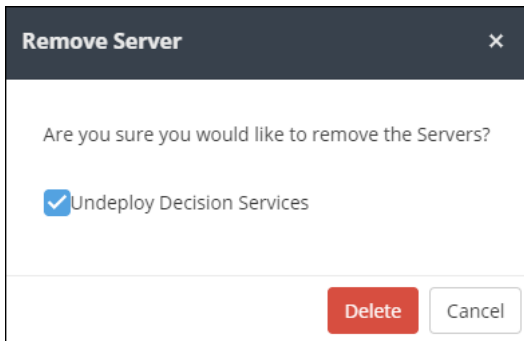 Remove Server ×
Are you sure you would like to remove the Servers?
Undeploy Decision Services
Delete Cancel